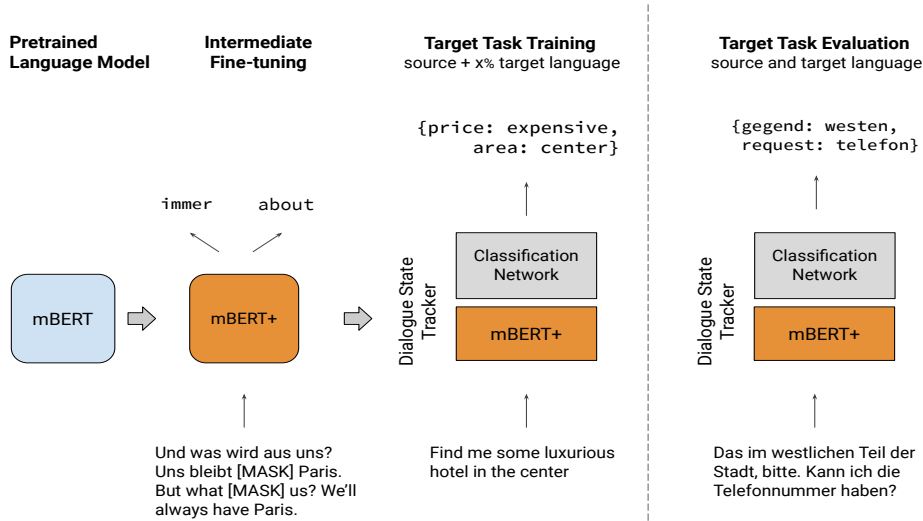 Pretrained
Language Model
Intermediate
Fine-tuning
Target Task Training
source + x% target language
Target Task Evaluation
source and target language
immer
about
{price: expensive,
area: center}
{gegend: westen,
request: telefon}
mBERT
mBERT+
Dialogue State
Tracker
Classification
Network
mBERT+
Dialogue State
Tracker
Classification
Network
mBERT+
Und was wird aus uns?
Uns bleibt [MASK] Paris.
But what [MASK] us? We'll
always have Paris.
Find me some luxurious
hotel in the center
Das im westlichen Teil der
Stadt, bitte. Kann ich die
Telefonnummer haben?